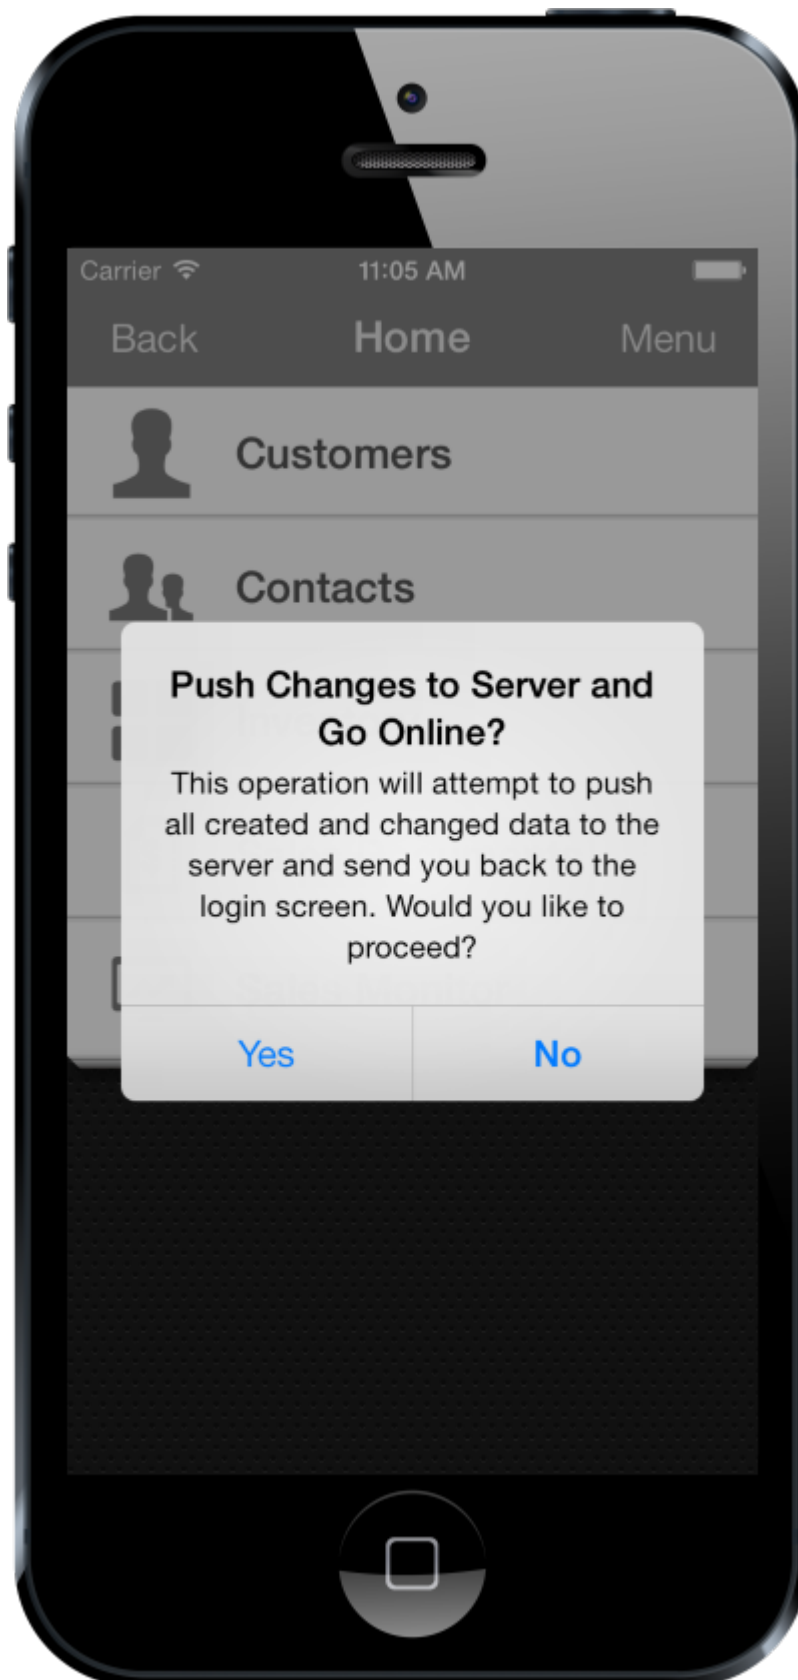 Carrier 11:05 AM
Back Home Menu
Customers
Contacts
Push Changes to Server and
Go Online?
This operation will attempt to push
all created and changed data to the
server and send you back to the
login screen. Would you like to
proceed?
Yes No